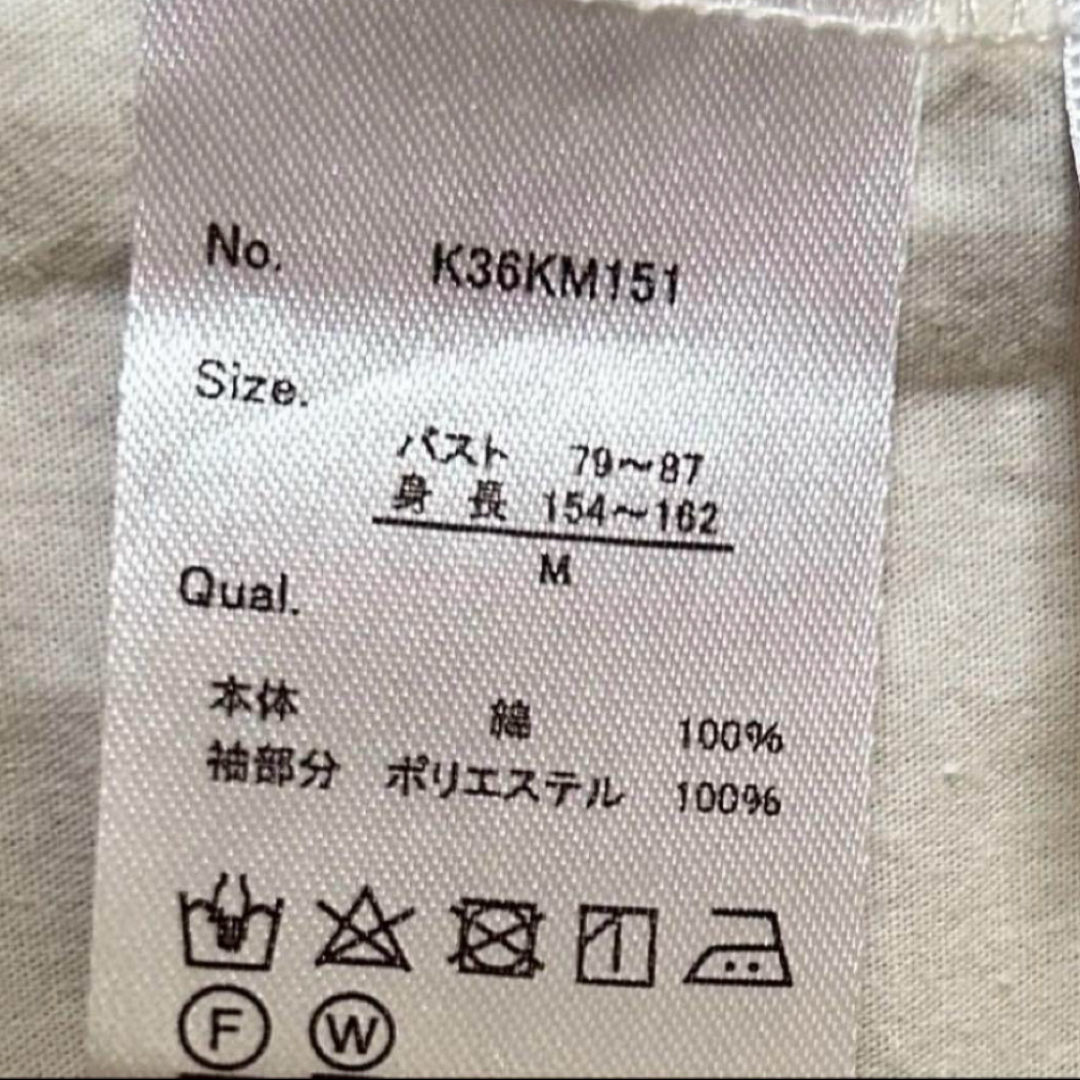 No. K36KM151
Size.
バスト 79～87
身長 154～162
M
Qual.
本体 綿 100%
袖部分 ポリエステル 100%
F W